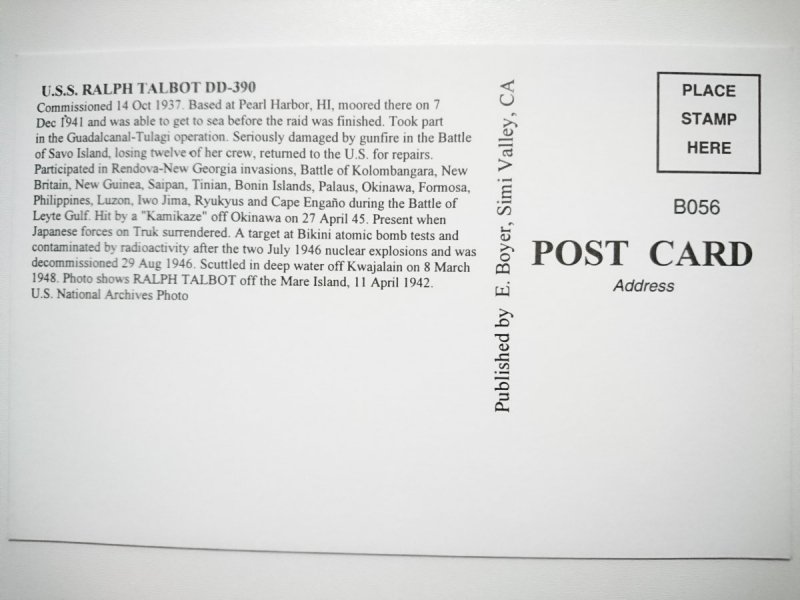 U.S.S. RALPH TALBOT DD-390
Commissioned 14 Oct 1937. Based at Pearl Harbor, HI, moored there on 7
Dec 1941 and was able to get to sea before the raid was finished. Took part
in the Guadalcanal-Tulagi operation. Seriously damaged by gunfire in the Battle
of Savo Island, losing twelve of her crew, returned to the U.S. for repairs.
Participated in Rendova-New Georgia invasions, Battle of Kolombangara, New
Britain, New Guinea, Saipan, Tinian, Bonin Islands, Palaus, Okinawa, Formosa,
Philippines, Luzon, Iwo Jima, Ryukyus and Cape Engaño during the Battle of
Leyte Gulf. Hit by a "Kamikaze" off Okinawa on 27 April 45. Present when
Japanese forces on Truk surrendered. A target at Bikini atomic bomb tests and
contaminated by radioactivity after the two July 1946 nuclear explosions and was
decommissioned 29 Aug 1946. Scuttled in deep water off Kwajalain on 8 March
1948. Photo shows RALPH TALBOT off the Mare Island, 11 April 1942.
U.S. National Archives Photo
Published by E. Boyer, Simi Valley, CA
PLACE
STAMP
HERE
B056
POST CARD
Address